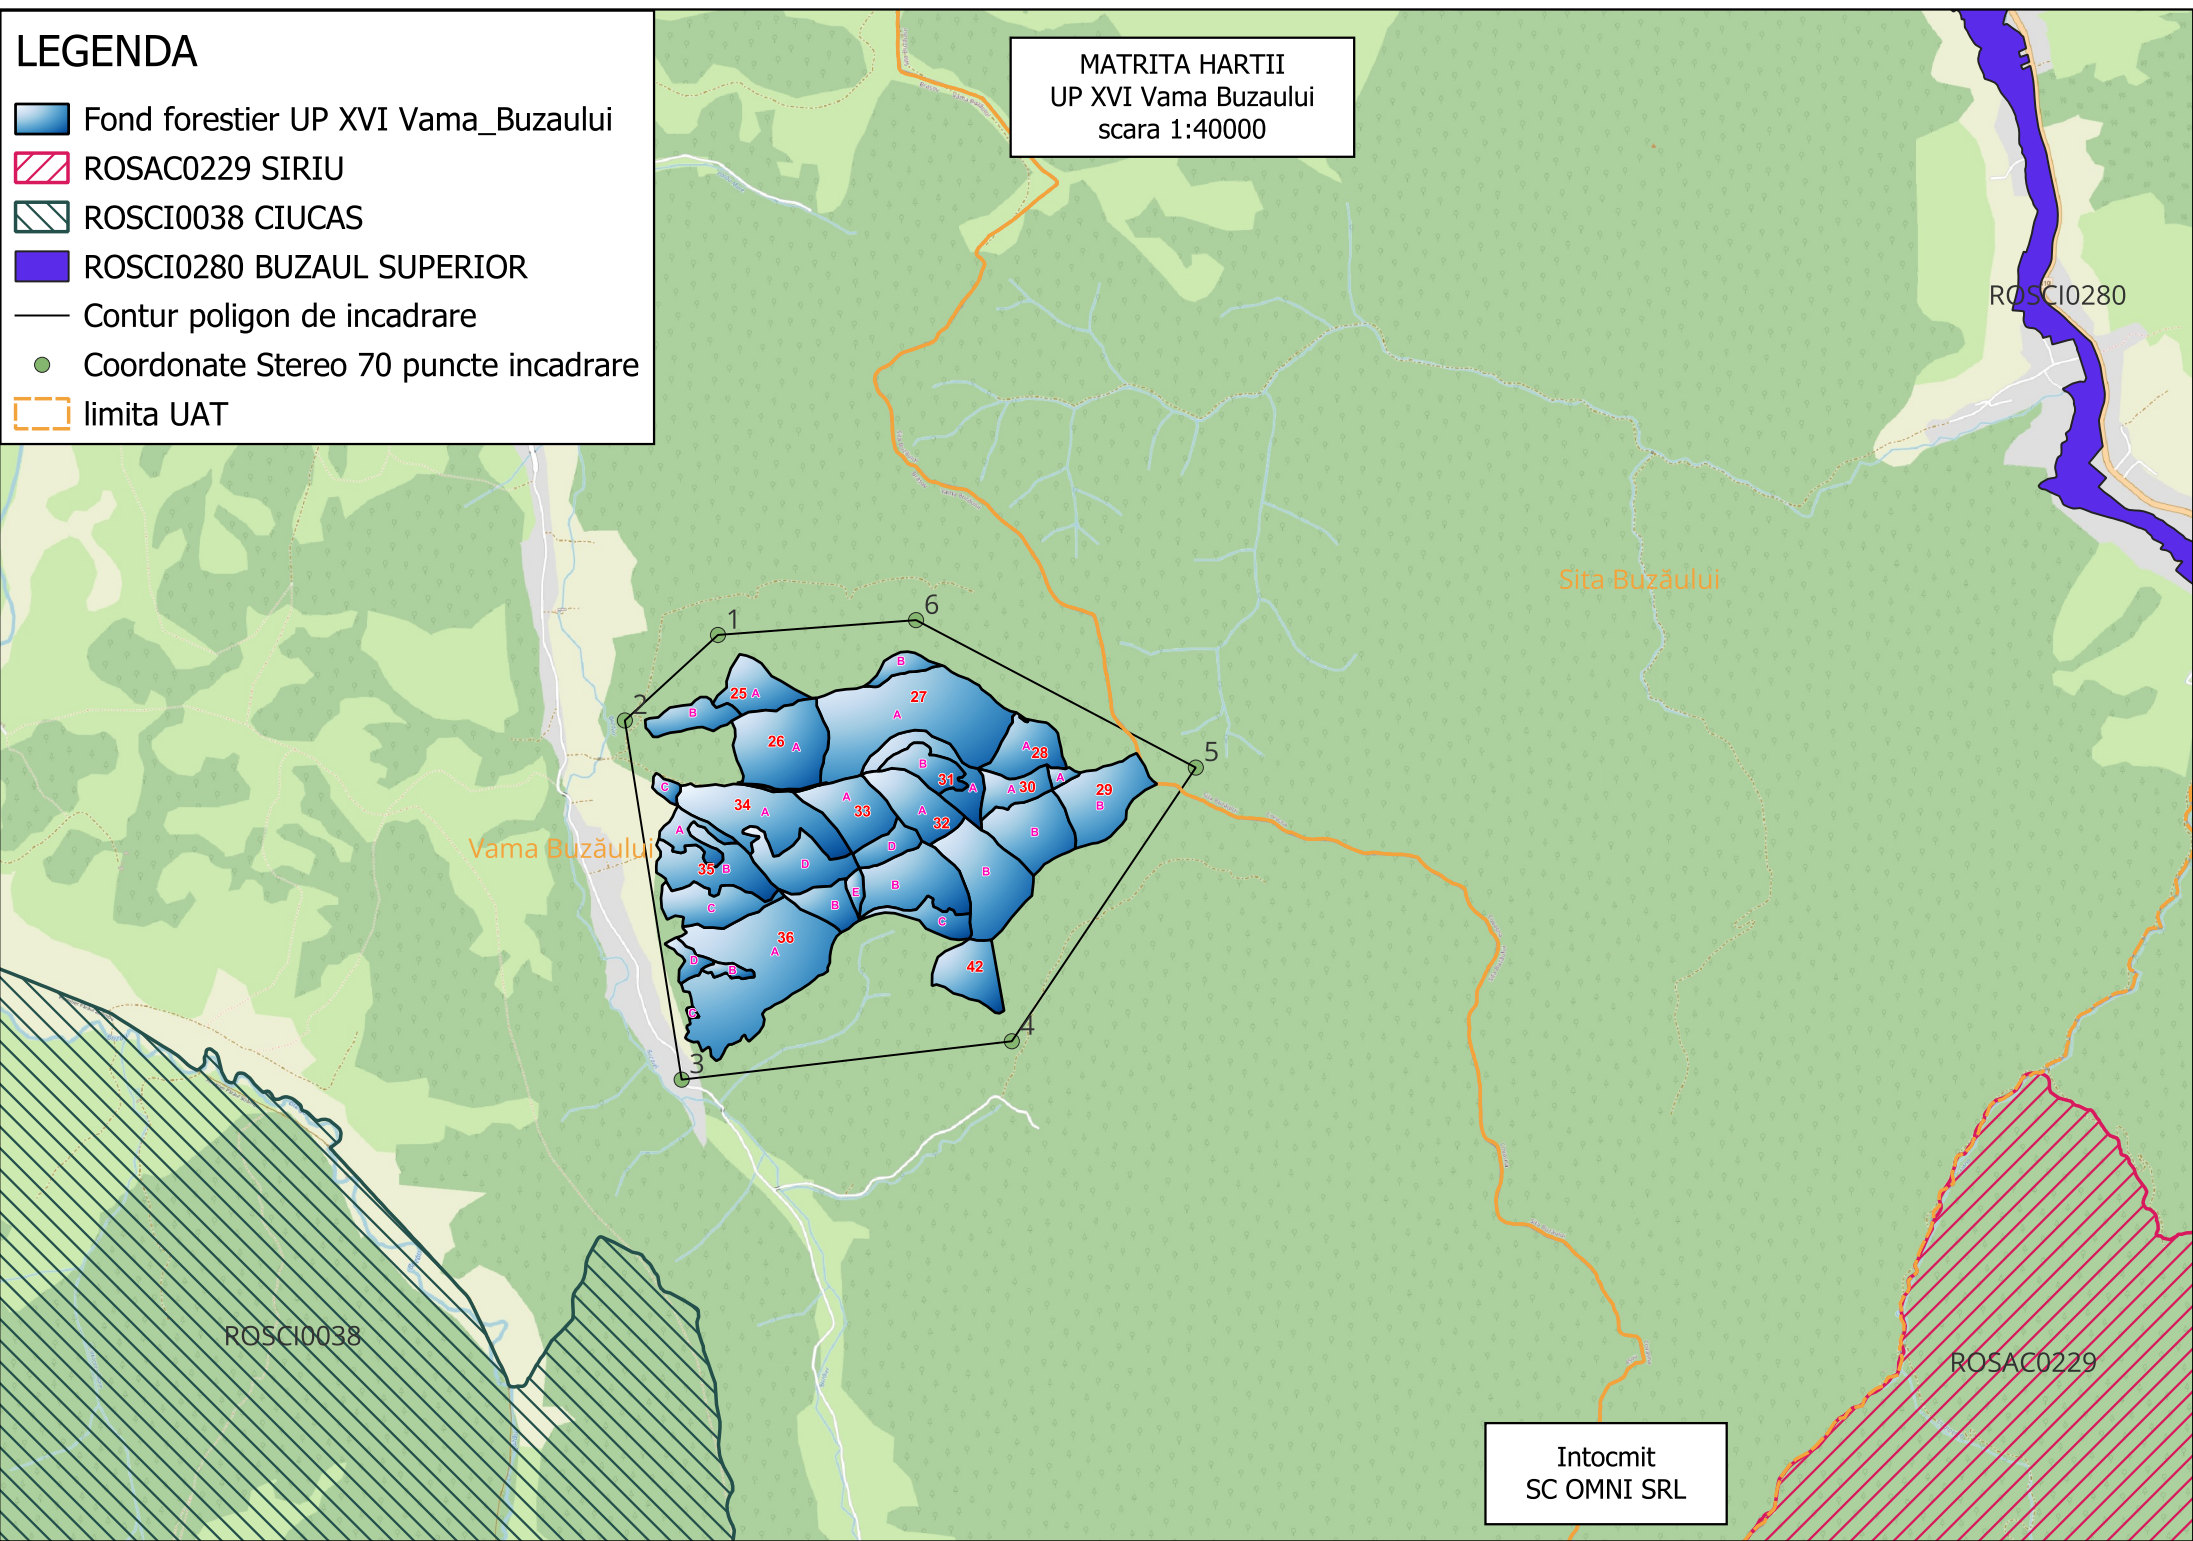 LEGENDA
Fond forestier UP XVI Vama_Buzaului
ROSAC0229 SIRIU
ROSCI0038 CIUCAS
ROSCI0280 BUZAUL SUPERIOR
Contur poligon de incadrare
Coordonate Stereo 70 puncte incadrare
limita UAT
MATRITA HARTII
UP XVI Vama Buzaului
scara 1:40000
ROSCI0280
Sita Buzăului
1
6
2
5
B
25 A
27
B
A
26 A
A 28
B
C
31
A
A 30
A
29
B
34
A
A
33
A
32
A
B
D
D
35 B
B
B
E
C
B
C
36
A
D
B
42
C
Vama Buzăului
4
3
ROSCI0038
ROSAC0229
Intocmit
SC OMNI SRL